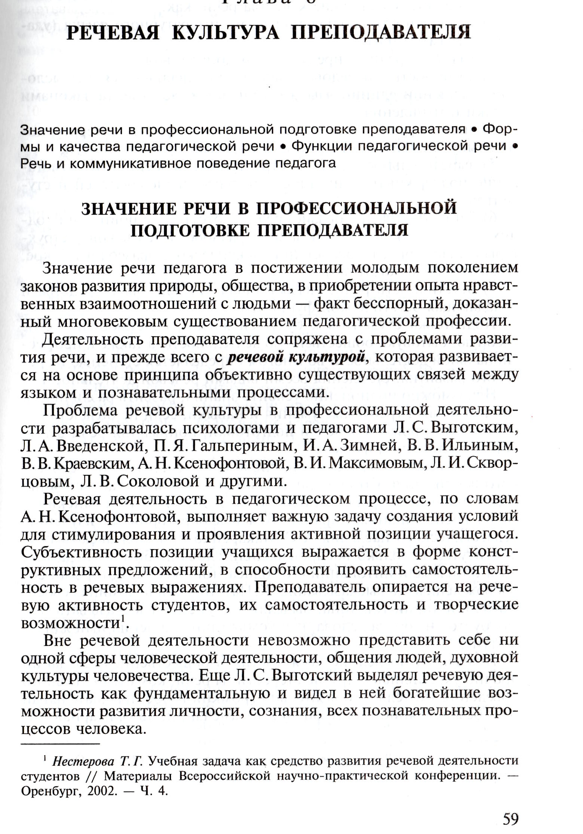 РЕЧЕВАЯ КУЛЬТУРА ПРЕПОДАВАТЕЛЯ
Значение речи в профессиональной подготовке преподавателя • Фор-
мы и качества педагогической речи • Функции педагогической речи •
Речь и коммуникативное поведение педагога
ЗНАЧЕНИЕ РЕЧИ В ПРОФЕССИОНАЛЬНОЙ
ПОДГОТОВКЕ ПРЕПОДАВАТЕЛЯ
Значение речи педагога в постижении молодым поколением
законов развития природы, общества, в приобретении опыта нравст-
венных взаимоотношений с людьми — факт бесспорный, доказан-
ный многовековым существованием педагогической профессии.
Деятельность преподавателя сопряжена с проблемами разви-
тия речи, и прежде всего с речевой культурой, которая развивает-
ся на основе принципа объективно существующих связей между
языком и познавательными процессами.
Проблема речевой культуры в профессиональной деятельно-
сти разрабатывалась психологами и педагогами Л. С. Выготским,
Л. А. Введенской, П. Я. Гальпериным, И. А. Зимней, В. В. Ильиным,
В. В. Краевским, А. Н. Ксенофонтовой, В. И. Максимовым, Л. И. Сквор-
цовым, Л. В. Соколовой и другими.
Речевая деятельность в педагогическом процессе, по словам
А. Н. Ксенофонтовой, выполняет важную задачу создания условий
для стимулирования и проявления активной позиции учащегося.
Субъективность позиции учащихся выражается в форме конст-
руктивных предложений, в способности проявить самостоятель-
ность в речевых выражениях. Преподаватель опирается на рече-
вую активность студентов, их самостоятельность и творческие
возможности¹.
Вне речевой деятельности невозможно представить себе ни
одной сферы человеческой деятельности, общения людей, духовной
культуры человечества. Еще Л. С. Выготский выделял речевую дея-
тельность как фундаментальную и видел в ней богатейшие воз-
можности развития личности, сознания, всех познавательных про-
цессов человека.
¹ Нестерова Т. Г. Учебная задача как средство развития речевой деятельности
студентов // Материалы Всероссийской научно-практической конференции. —
Оренбург, 2002. — Ч. 4.
59